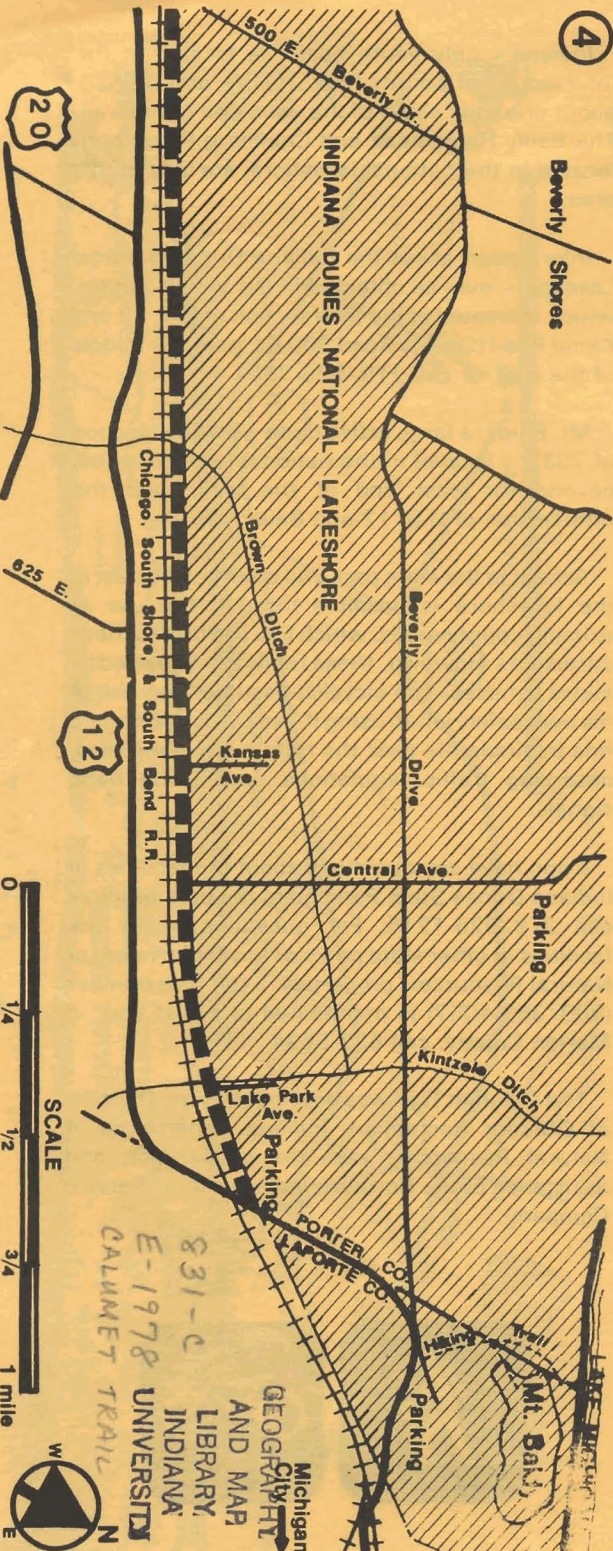 4
Beverly Shores
500 E. Beverly Dr.
INDIANA DUNES NATIONAL LAKESHORE
20
Chicago, South Shore, & South Bend R.R.
625 E.
12
Brown Ditch
Beverly Drive
Kansas
Ave.
Central Ave.
Parking
Kintzele Ditch
Lake Park
Ave.
Parking
PORTER CO.
LAPORTE CO.
Hiking Trail
Mt. Baldy
Parking
Michigan
City
SCALE
0 1/4 1/2 3/4 1 mile
W N E
GEOGRAPHY
AND MAP
LIBRARY
INDIANA
UNIVERSITY
831-C
E-1978
CALUMET TRAIL